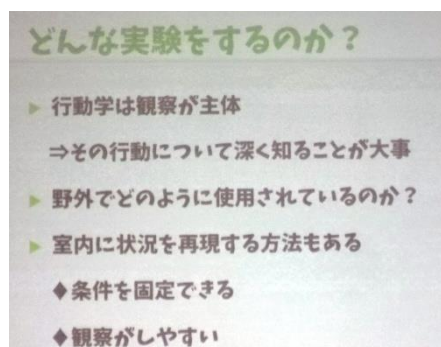 どんな実験をするのか？
▶ 行動学は観察が主体
⇒その行動について深く知ることが大事
▶ 野外でどのように使用されているのか？
▶ 室内に状況を再現する方法もある
◆条件を固定できる
◆観察がしやすい